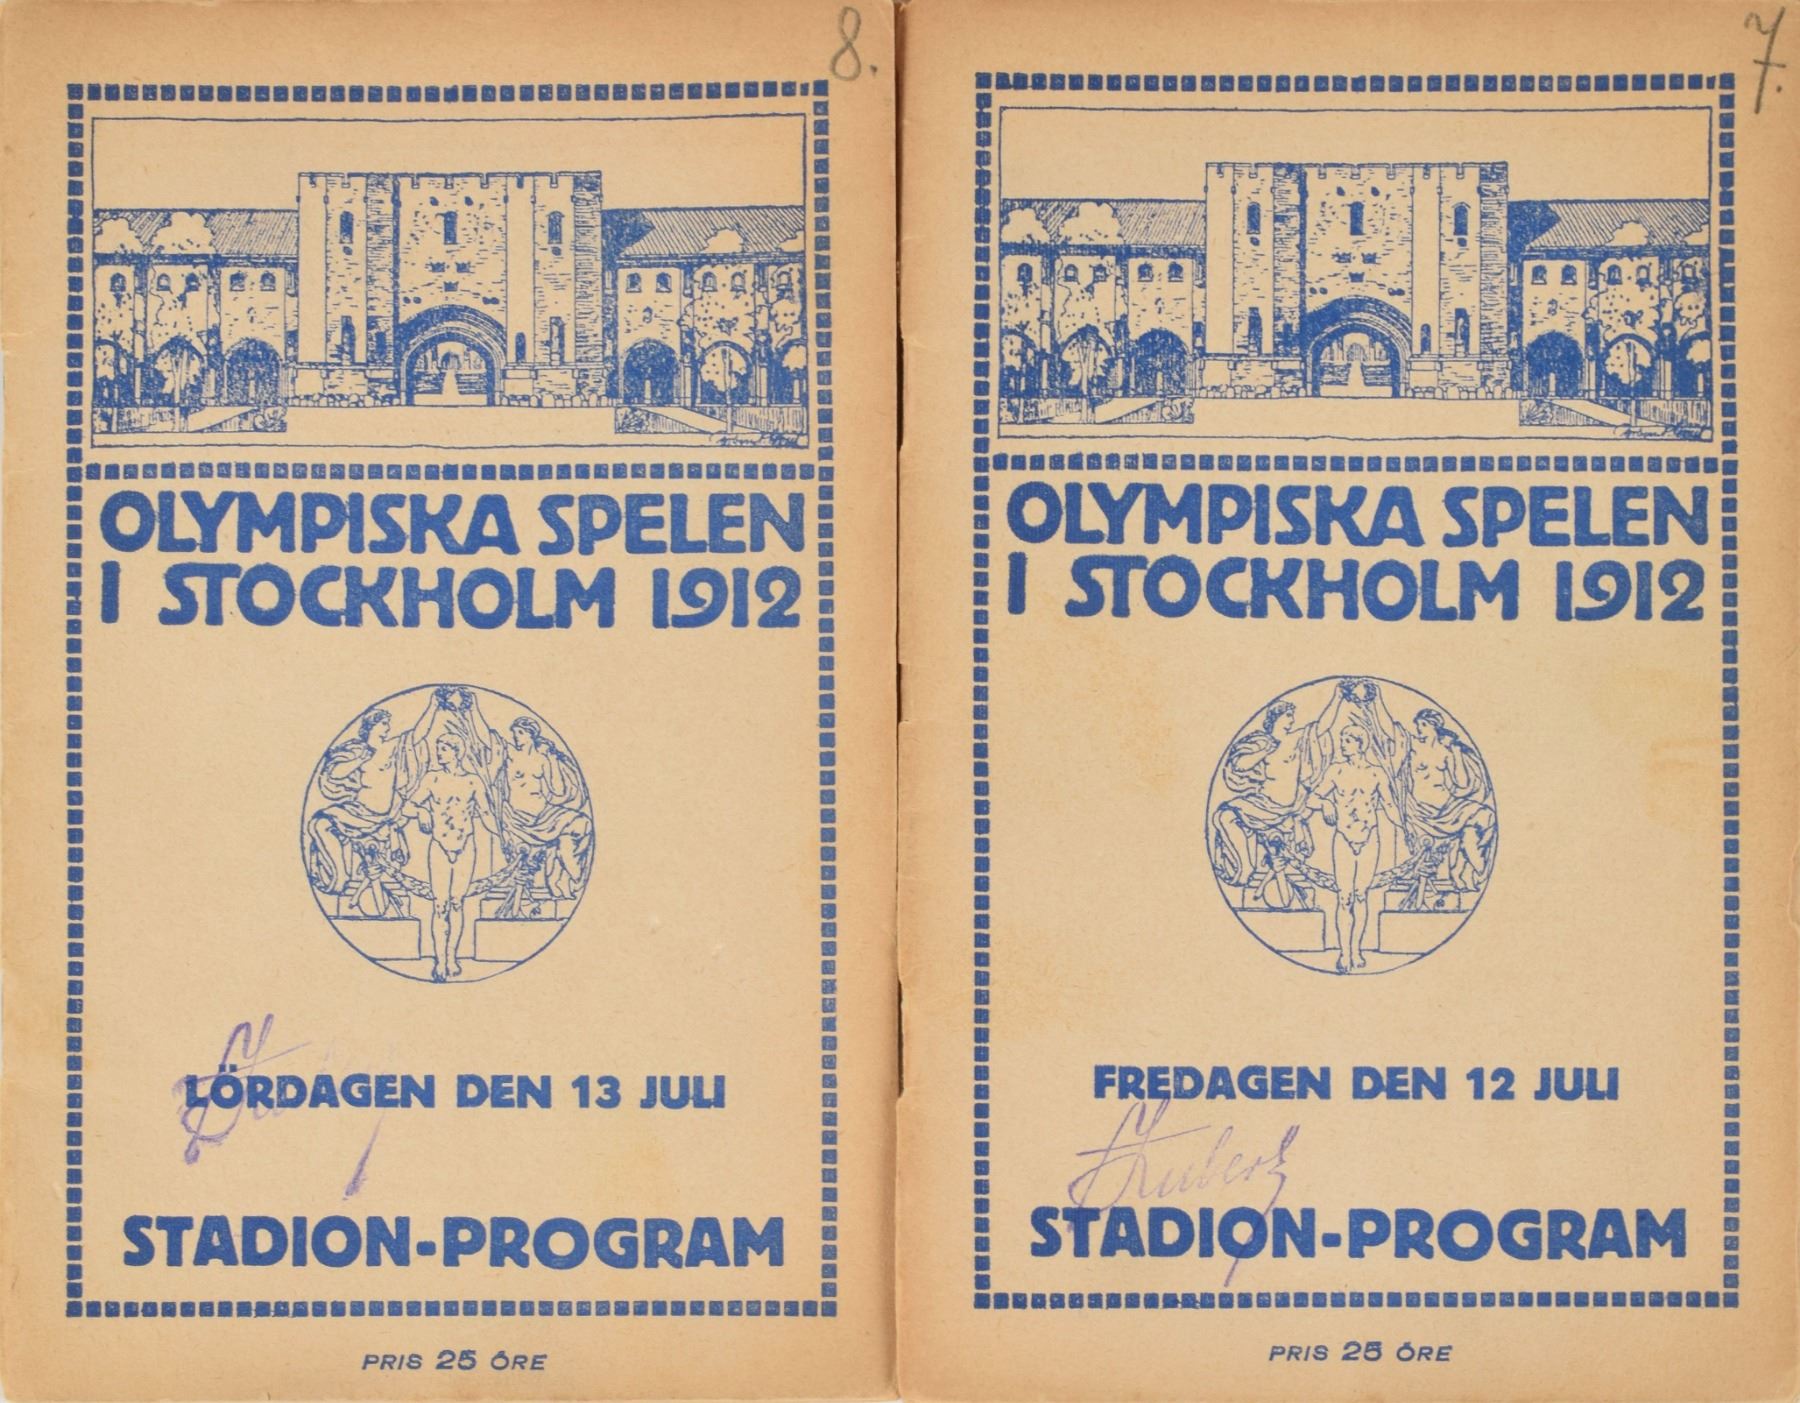 8.
OLYMPISKA SPELEN
I STOCKHOLM 1912
LÖRDAGEN DEN 13 JULI
STADION-PROGRAM
PRIS 25 ÖRE
7.
OLYMPISKA SPELEN
I STOCKHOLM 1912
FREDAGEN DEN 12 JULI
STADION-PROGRAM
PRIS 25 ÖRE